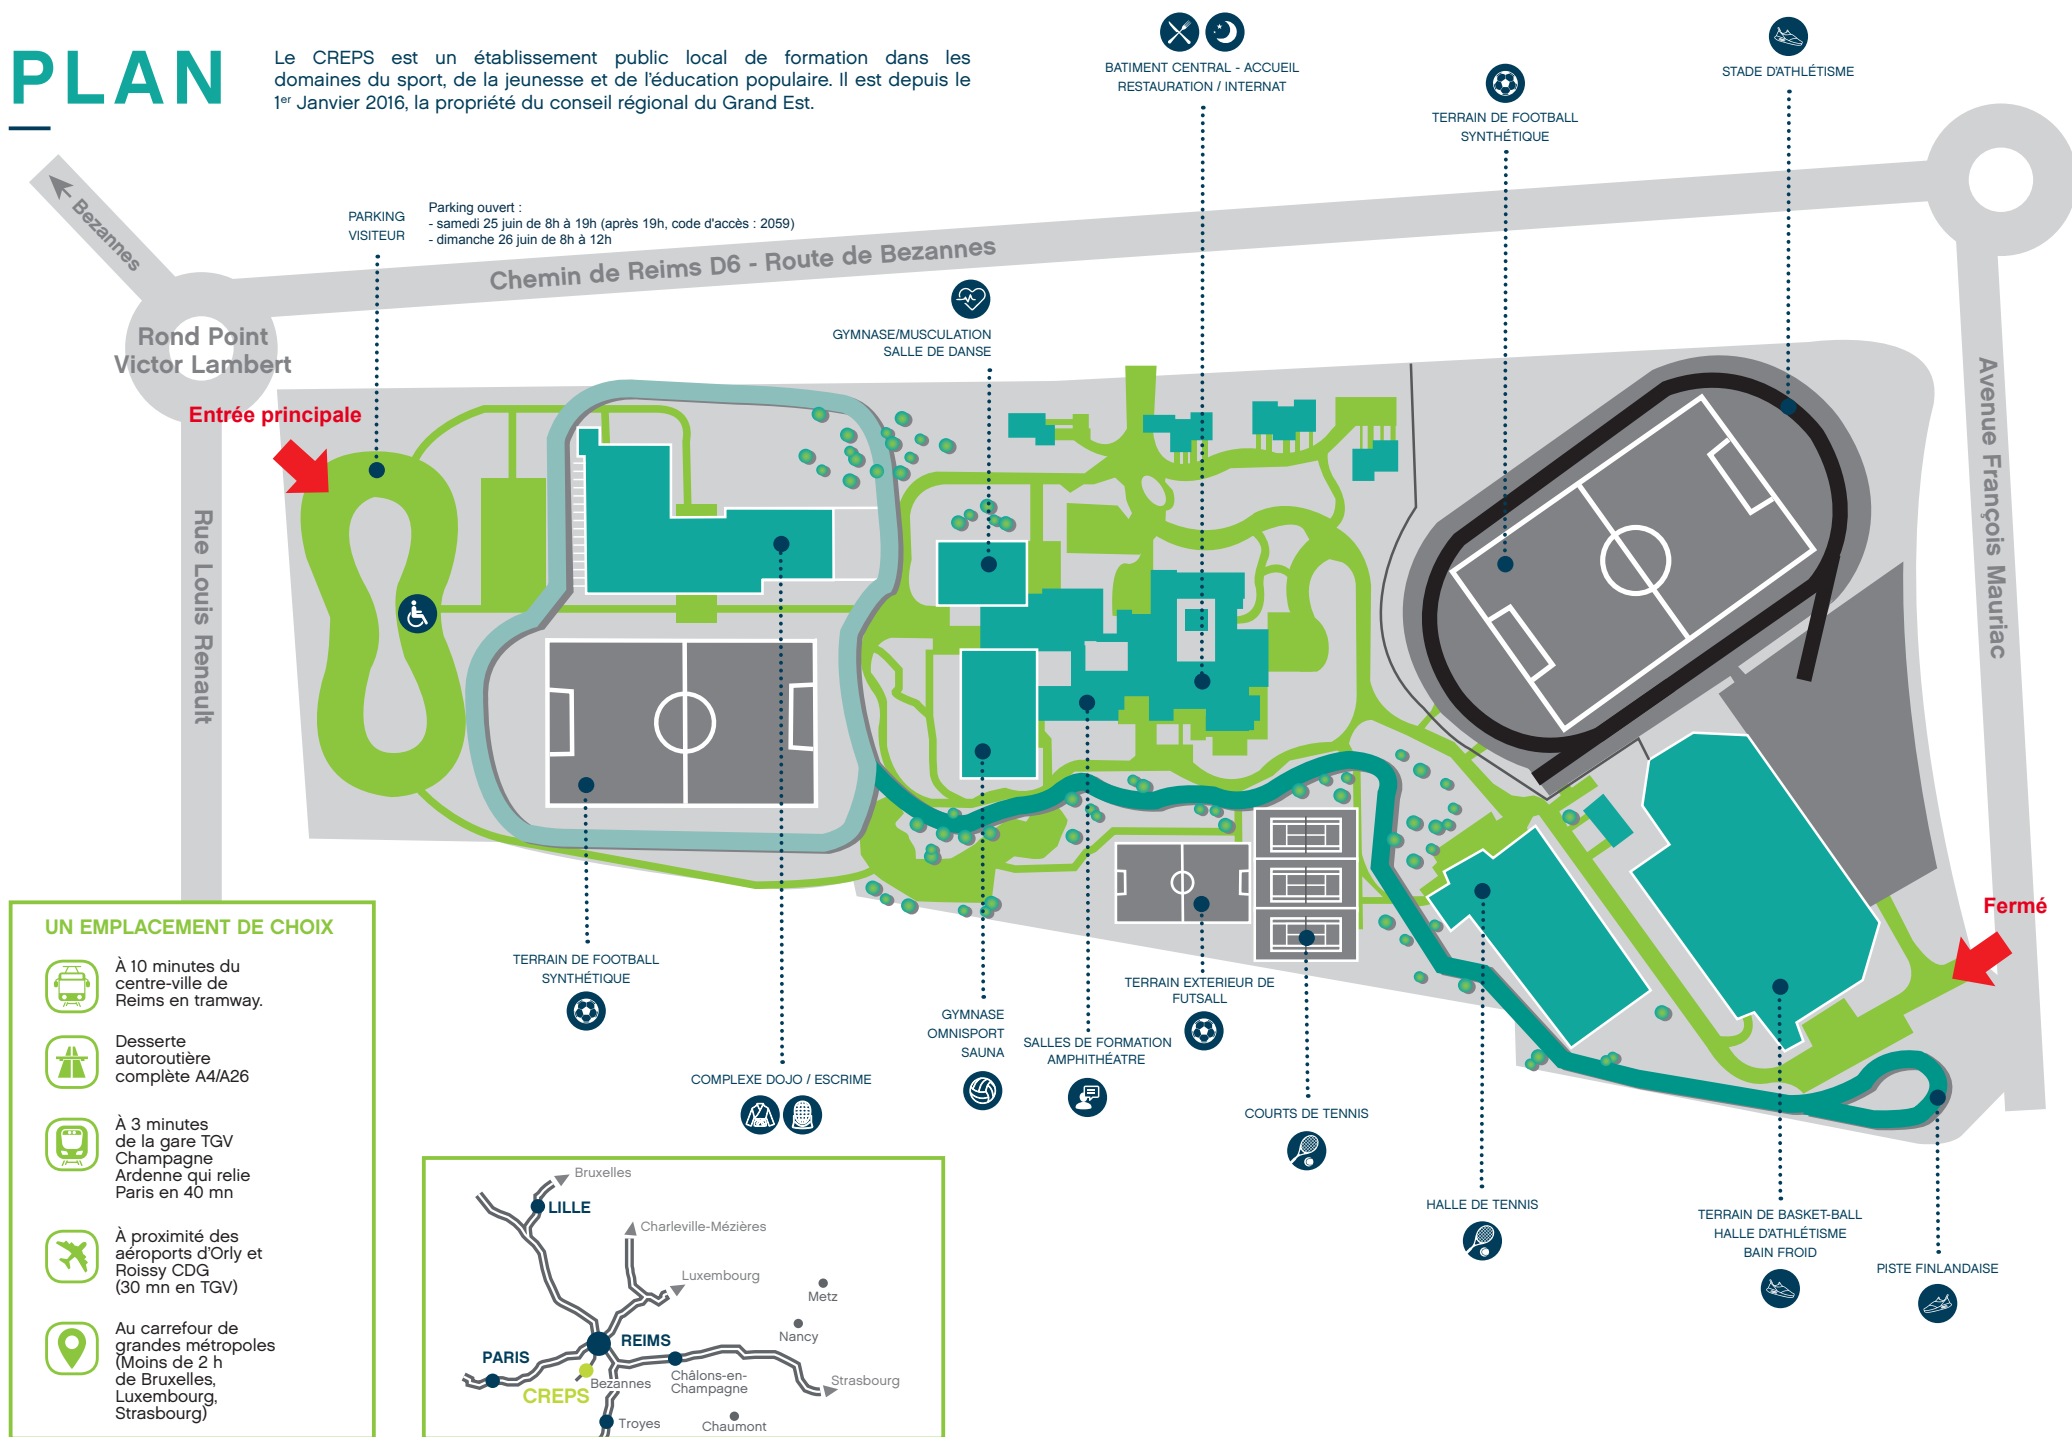 PLAN
Le CREPS est un établissement public local de formation dans les
domaines du sport, de la jeunesse et de l'éducation populaire. Il est depuis le
1er Janvier 2016, la propriété du conseil régional du Grand Est.
BATIMENT CENTRAL - ACCUEIL
RESTAURATION / INTERNAT
TERRAIN DE FOOTBALL
SYNTHÉTIQUE
STADE D'ATHLÉTISME
Bezannes
PARKING
VISITEUR
Parking ouvert :
- samedi 25 juin de 8h à 19h (après 19h, code d'accès : 2059)
- dimanche 26 juin de 8h à 12h
Chemin de Reims D6 - Route de Bezannes
Rond Point
Victor Lambert
GYMNASE/MUSCULATION
SALLE DE DANSE
Entrée principale
Rue Louis Renault
Avenue François Mauriac
Fermé
UN EMPLACEMENT DE CHOIX
À 10 minutes du
centre-ville de
Reims en tramway.
Desserte
autoroutière
complète A4/A26
À 3 minutes
de la gare TGV
Champagne
Ardenne qui relie
Paris en 40 mn
À proximité des
aéroports d'Orly et
Roissy CDG
(30 mn en TGV)
Au carrefour de
grandes métropoles
(Moins de 2 h
de Bruxelles,
Luxembourg,
Strasbourg)
TERRAIN DE FOOTBALL
SYNTHÉTIQUE
COMPLEXE DOJO / ESCRIME
GYMNASE
OMNISPORT
SAUNA
SALLES DE FORMATION
AMPHITHÉATRE
TERRAIN EXTERIEUR DE
FUTSALL
COURTS DE TENNIS
HALLE DE TENNIS
TERRAIN DE BASKET-BALL
HALLE D'ATHLÉTISME
BAIN FROID
PISTE FINLANDAISE
Bruxelles
LILLE
Charleville-Mézières
Luxembourg
Metz
Nancy
REIMS
PARIS
CREPS
Bezannes
Châlons-en-
Champagne
Strasbourg
Troyes
Chaumont